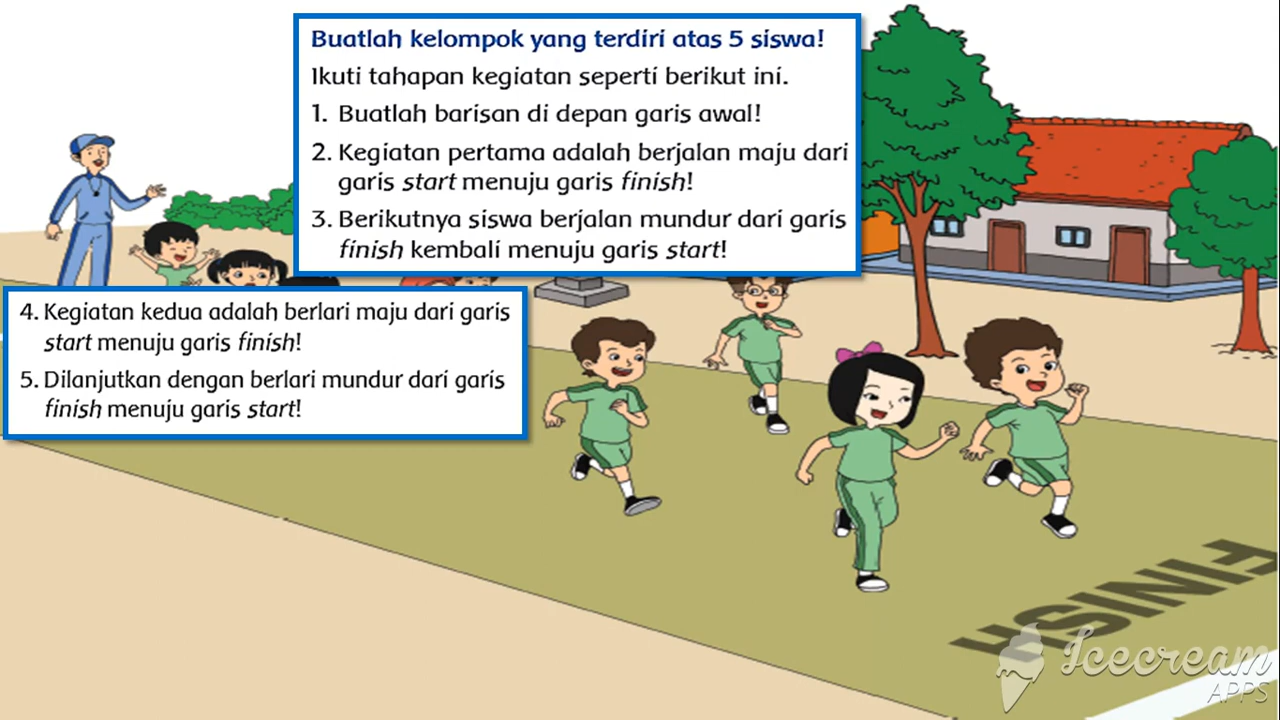 Buatlah kelompok yang terdiri atas 5 siswa!
Ikuti tahapan kegiatan seperti berikut ini.
1. Buatlah barisan di depan garis awal!
2. Kegiatan pertama adalah berjalan maju dari
garis start menuju garis finish!
3. Berikutnya siswa berjalan mundur dari garis
finish kembali menuju garis start!
4. Kegiatan kedua adalah berlari maju dari garis
start menuju garis finish!
5. Dilanjutkan dengan berlari mundur dari garis
finish menuju garis start!
FINISH
Icecream
APPS